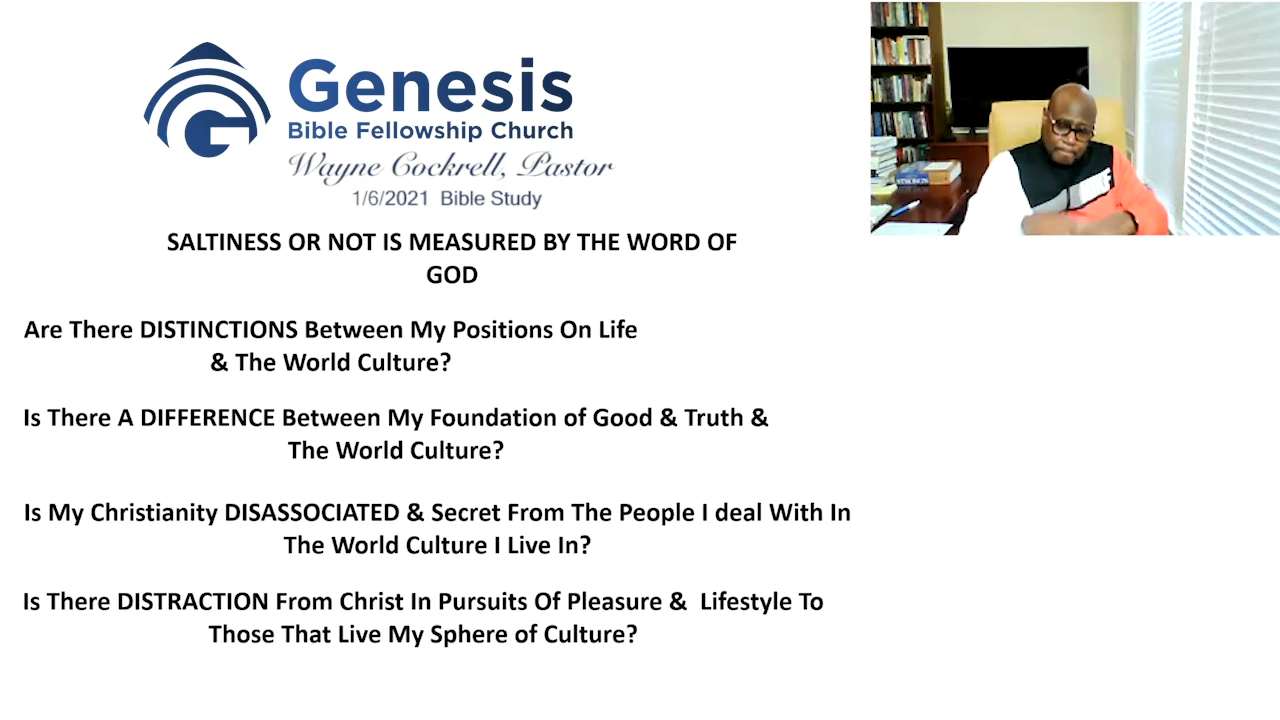 Genesis
Bible Fellowship Church
Wayne Cockrell, Pastor
1/6/2021 Bible Study
SALTINESS OR NOT IS MEASURED BY THE WORD OF
GOD
Are There DISTINCTIONS Between My Positions On Life
& The World Culture?
Is There A DIFFERENCE Between My Foundation of Good & Truth &
The World Culture?
Is My Christianity DISASSOCIATED & Secret From The People I deal With In
The World Culture I Live In?
Is There DISTRACTION From Christ In Pursuits Of Pleasure & Lifestyle To
Those That Live My Sphere of Culture?
STRONG'S